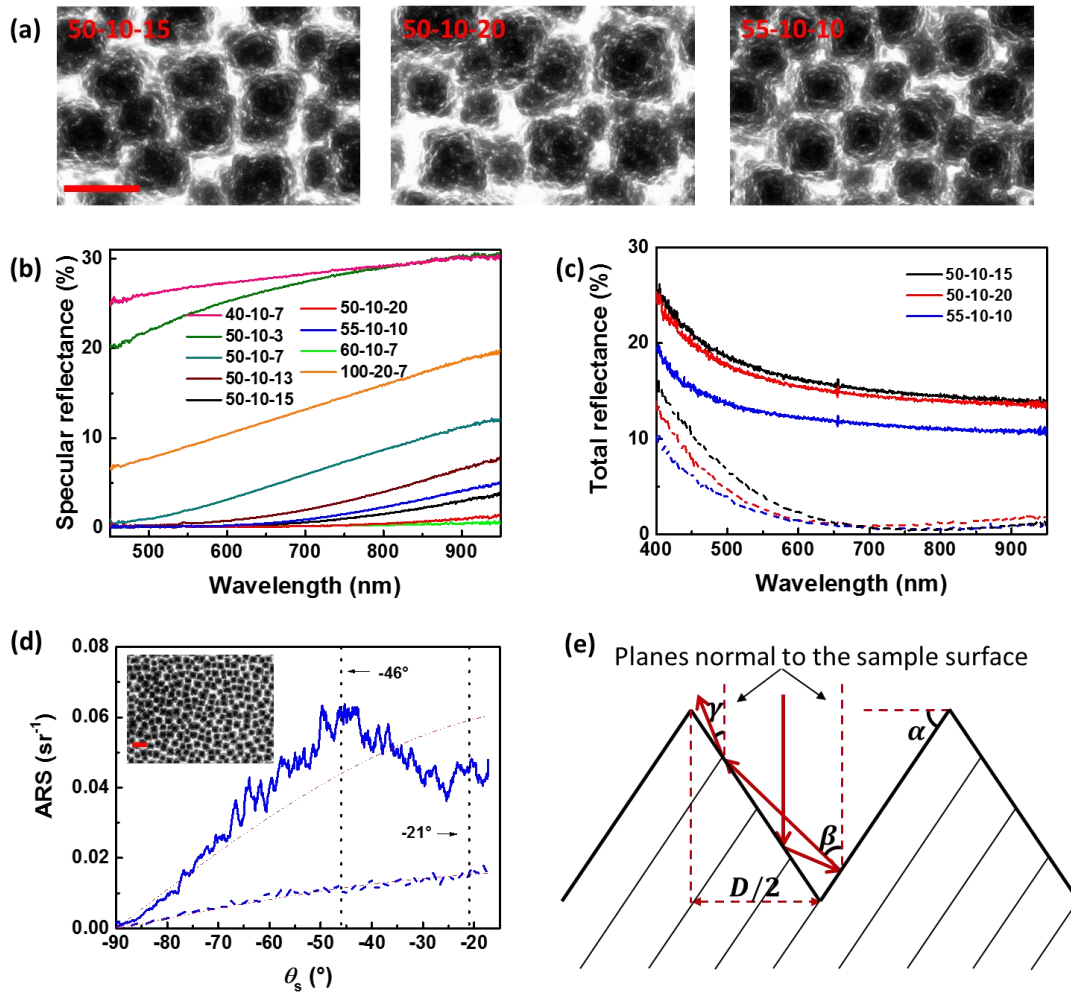 (a)
50-10-15
50-10-20
55-10-10
(b)
Specular reflectance (%)
30
20
10
0
40-10-7
50-10-3
50-10-7
50-10-13
50-10-15
50-10-20
55-10-10
60-10-7
100-20-7
500 600 700 800 900
Wavelength (nm)
(c)
Total reflectance (%)
30
20
10
0
50-10-15
50-10-20
55-10-10
400 500 600 700 800 900
Wavelength (nm)
(d)
ARS (sr⁻¹)
0.08
0.06
0.04
0.02
0.00
-46°
-21°
-90 -80 -70 -60 -50 -40 -30 -20
θs (°)
(e)
Planes normal to the sample surface
γ
α
β
D/2